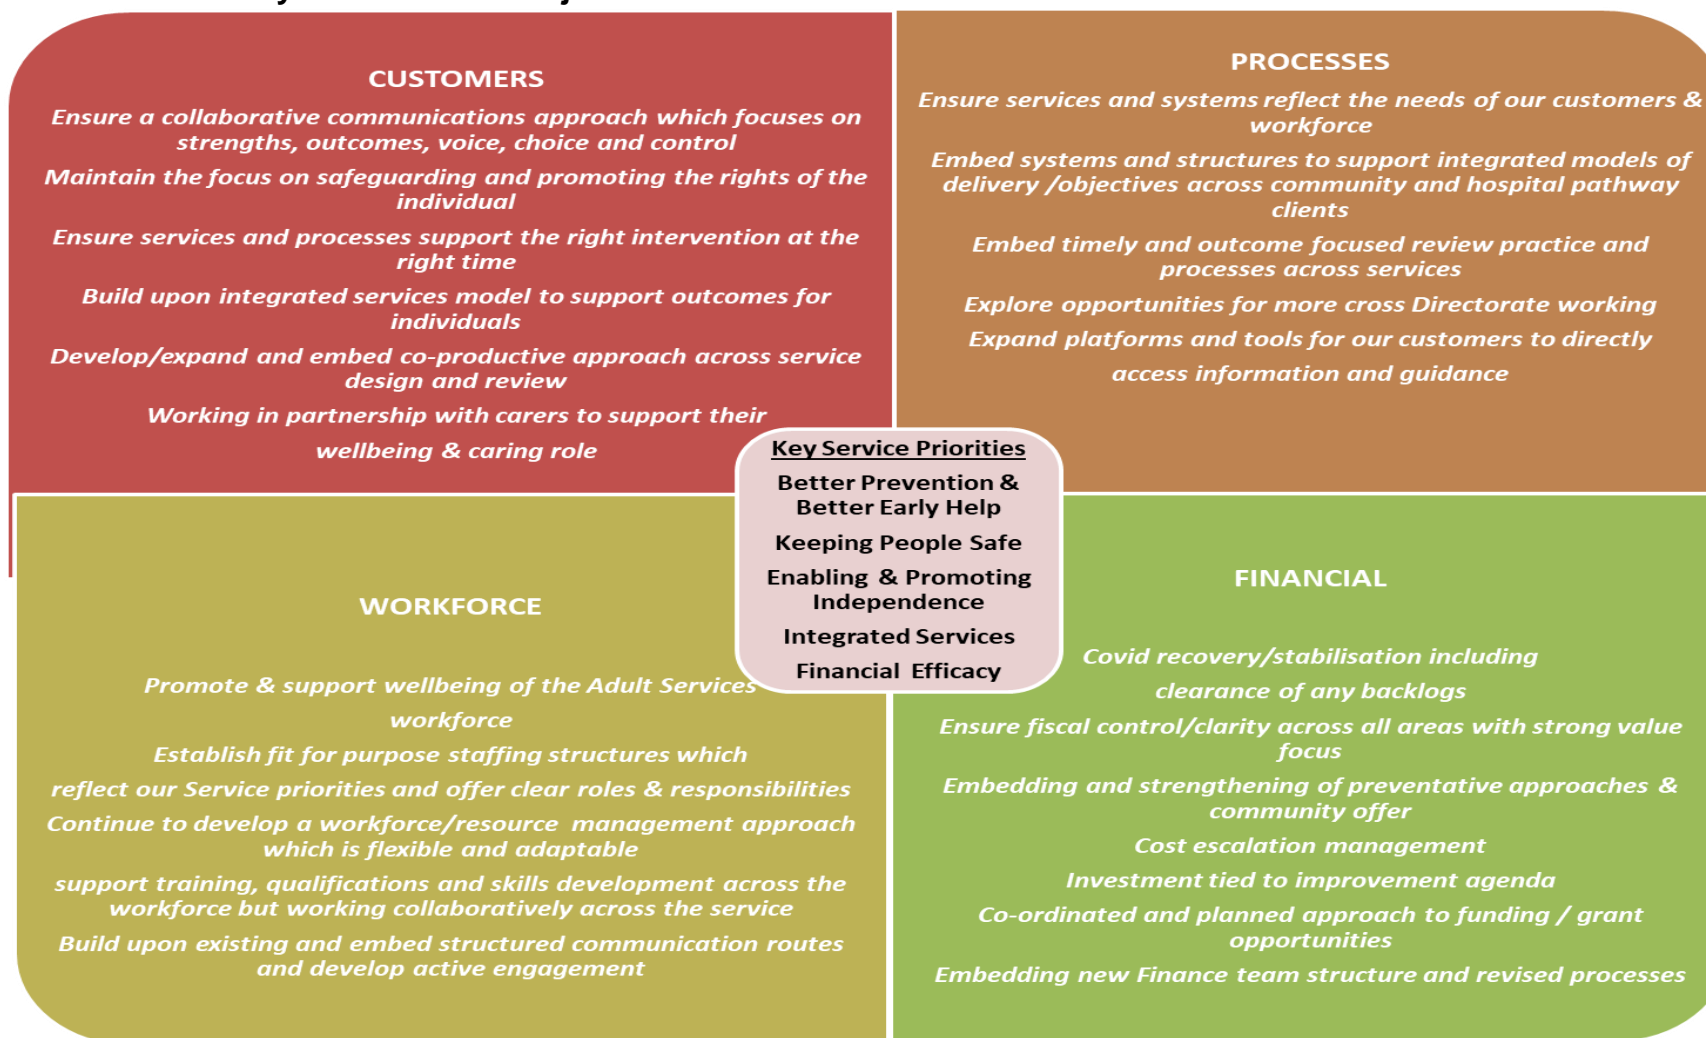 CUSTOMERS
Ensure a collaborative communications approach which focuses on
strengths, outcomes, voice, choice and control
Maintain the focus on safeguarding and promoting the rights of the
individual
Ensure services and processes support the right intervention at the
right time
Build upon integrated services model to support outcomes for
individuals
Develop/expand and embed co-productive approach across service
design and review
Working in partnership with carers to support their
wellbeing & caring role
PROCESSES
Ensure services and systems reflect the needs of our customers &
workforce
Embed systems and structures to support integrated models of
delivery /objectives across community and hospital pathway
clients
Embed timely and outcome focused review practice and
processes across services
Explore opportunities for more cross Directorate working
Expand platforms and tools for our customers to directly
access information and guidance
Key Service Priorities
Better Prevention &
Better Early Help
Keeping People Safe
Enabling & Promoting
Independence
Integrated Services
Financial Efficacy
WORKFORCE
Promote & support wellbeing of the Adult Services
workforce
Establish fit for purpose staffing structures which
reflect our Service priorities and offer clear roles & responsibilities
Continue to develop a workforce/resource management approach
which is flexible and adaptable
support training, qualifications and skills development across the
workforce but working collaboratively across the service
Build upon existing and embed structured communication routes
and develop active engagement
FINANCIAL
Covid recovery/stabilisation including
clearance of any backlogs
Ensure fiscal control/clarity across all areas with strong value
focus
Embedding and strengthening of preventative approaches &
community offer
Cost escalation management
Investment tied to improvement agenda
Co-ordinated and planned approach to funding / grant
opportunities
Embedding new Finance team structure and revised processes